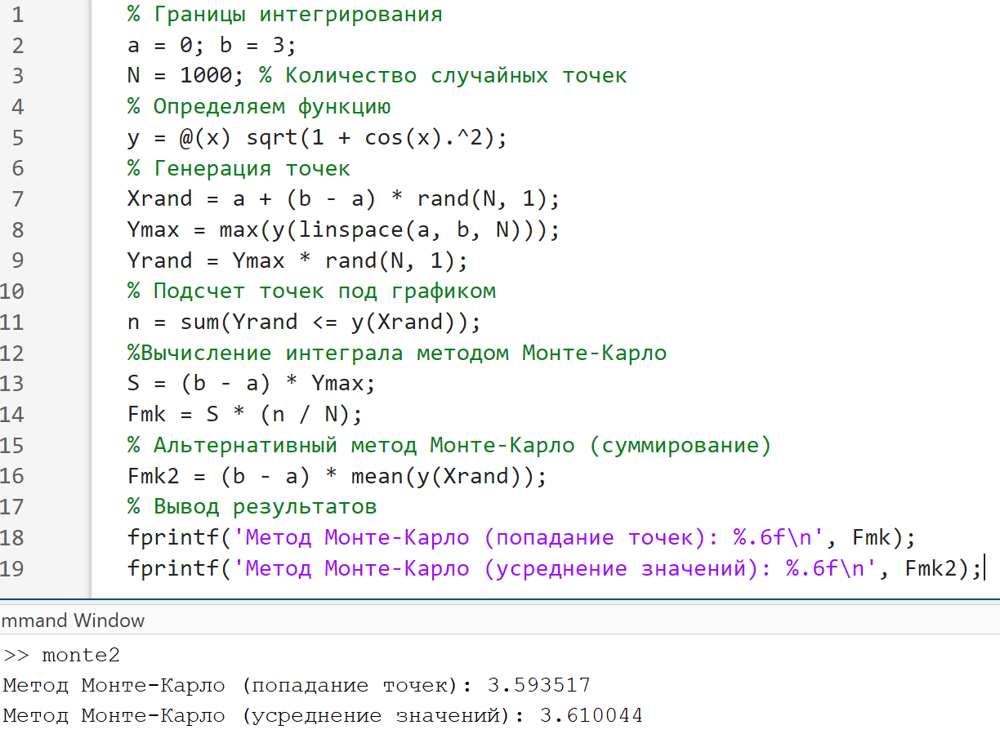 1 % Границы интегрирования
2 a = 0; b = 3;
3 N = 1000; % Количество случайных точек
4 % Определяем функцию
5 y = @(x) sqrt(1 + cos(x).^2);
6 % Генерация точек
7 Xrand = a + (b - a) * rand(N, 1);
8 Ymax = max(y(linspace(a, b, N)));
9 Yrand = Ymax * rand(N, 1);
10 % Подсчет точек под графиком
11 n = sum(Yrand <= y(Xrand));
12 %Вычисление интеграла методом Монте-Карло
13 S = (b - a) * Ymax;
14 Fmk = S * (n / N);
15 % Альтернативный метод Монте-Карло (суммирование)
16 Fmk2 = (b - a) * mean(y(Xrand));
17 % Вывод результатов
18 fprintf('Метод Монте-Карло (попадание точек): %.6f\n', Fmk);
19 fprintf('Метод Монте-Карло (усреднение значений): %.6f\n', Fmk2);
mmand Window
>> monte2
Метод Монте-Карло (попадание точек): 3.593517
Метод Монте-Карло (усреднение значений): 3.610044